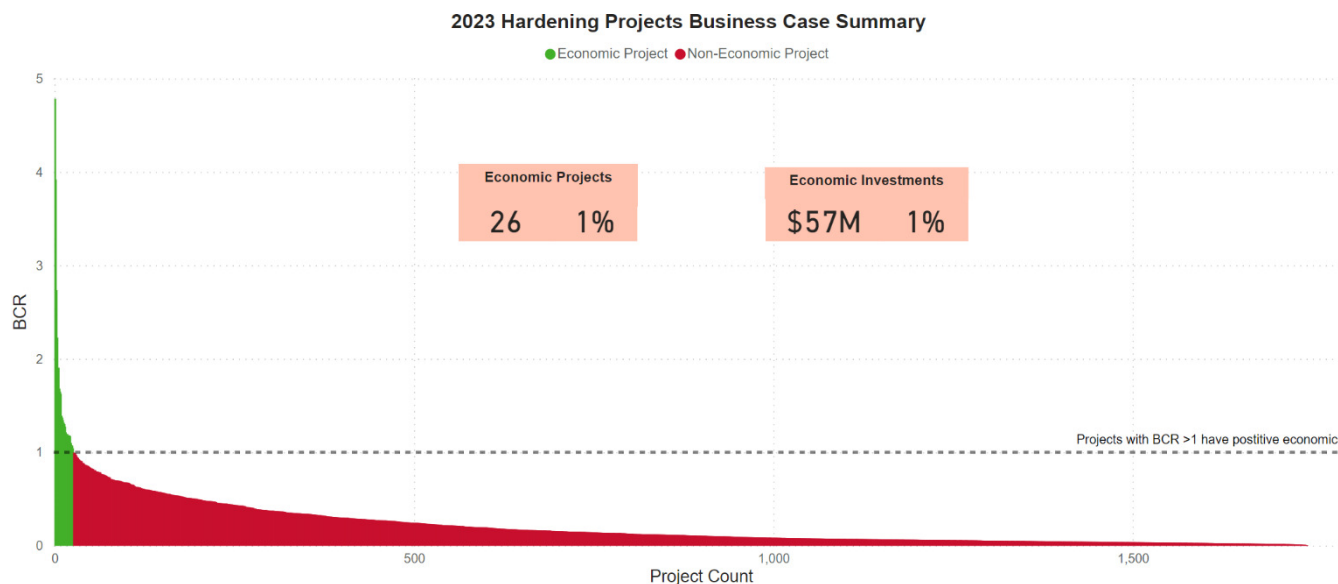 2023 Hardening Projects Business Case Summary
Economic Project Non-Economic Project
5
4
3
2
1
0
BCR
Economic Projects
26 1%
Economic Investments
$57M 1%
Projects with BCR >1 have postitive economic
0 500 1,000 1,500
Project Count